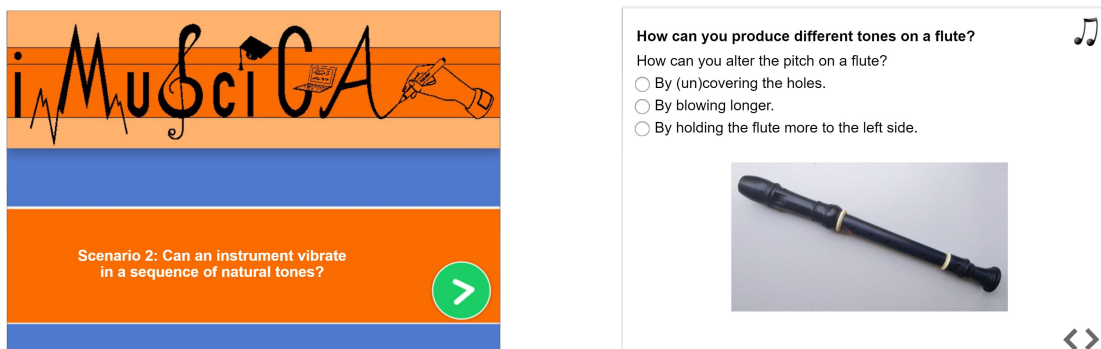 iMuSciCA
Scenario 2: Can an instrument vibrate
in a sequence of natural tones?
How can you produce different tones on a flute?
How can you alter the pitch on a flute?
By (un)covering the holes.
By blowing longer.
By holding the flute more to the left side.